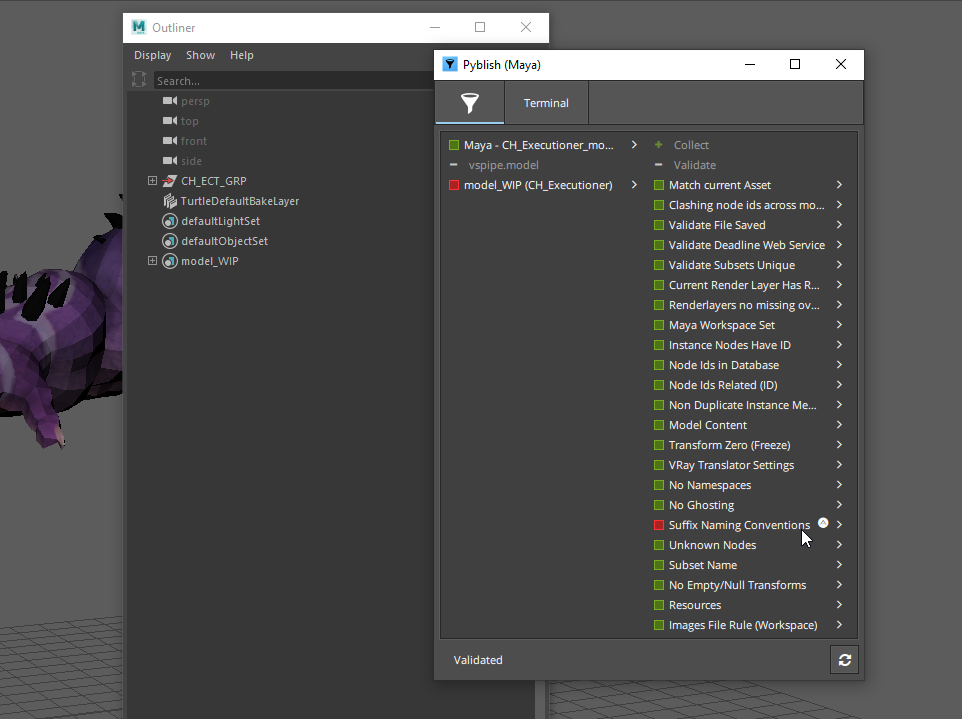 Outliner
Display Show Help
Search...
persp
top
front
side
CH_ECT_GRP
TurtleDefaultBakeLayer
defaultLightSet
defaultObjectSet
model_WIP
Pyblish (Maya)
Terminal
Maya - CH_Executioner_mo...
vspipe.model
model_WIP (CH_Executioner)
Collect
Validate
Match current Asset
Clashing node ids across mo...
Validate File Saved
Validate Deadline Web Service
Validate Subsets Unique
Current Render Layer Has R...
Renderlayers no missing ov...
Maya Workspace Set
Instance Nodes Have ID
Node Ids in Database
Node Ids Related (ID)
Non Duplicate Instance Me...
Model Content
Transform Zero (Freeze)
VRay Translator Settings
No Namespaces
No Ghosting
Suffix Naming Conventions
Unknown Nodes
Subset Name
No Empty/Null Transforms
Resources
Images File Rule (Workspace)
Validated